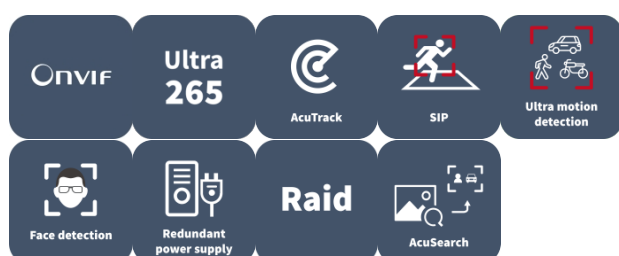 ONVIF
Ultra
265
AcuTrack
SIP
Ultra motion
detection
Face detection
Redundant
power supply
Raid
AcuSearch